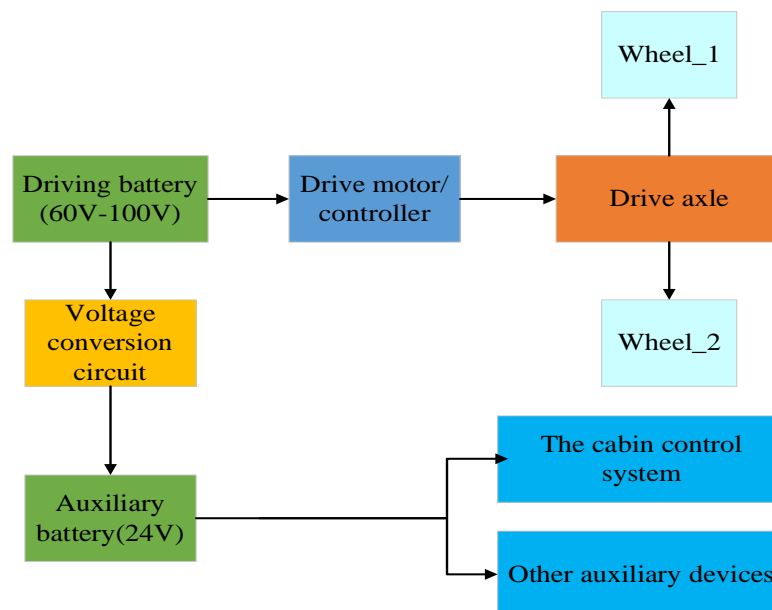 Wheel_1
Driving battery
(60V-100V)
Drive motor/
controller
Drive axle
Voltage
conversion
circuit
Wheel_2
The cabin control
system
Auxiliary
battery(24V)
Other auxiliary devices